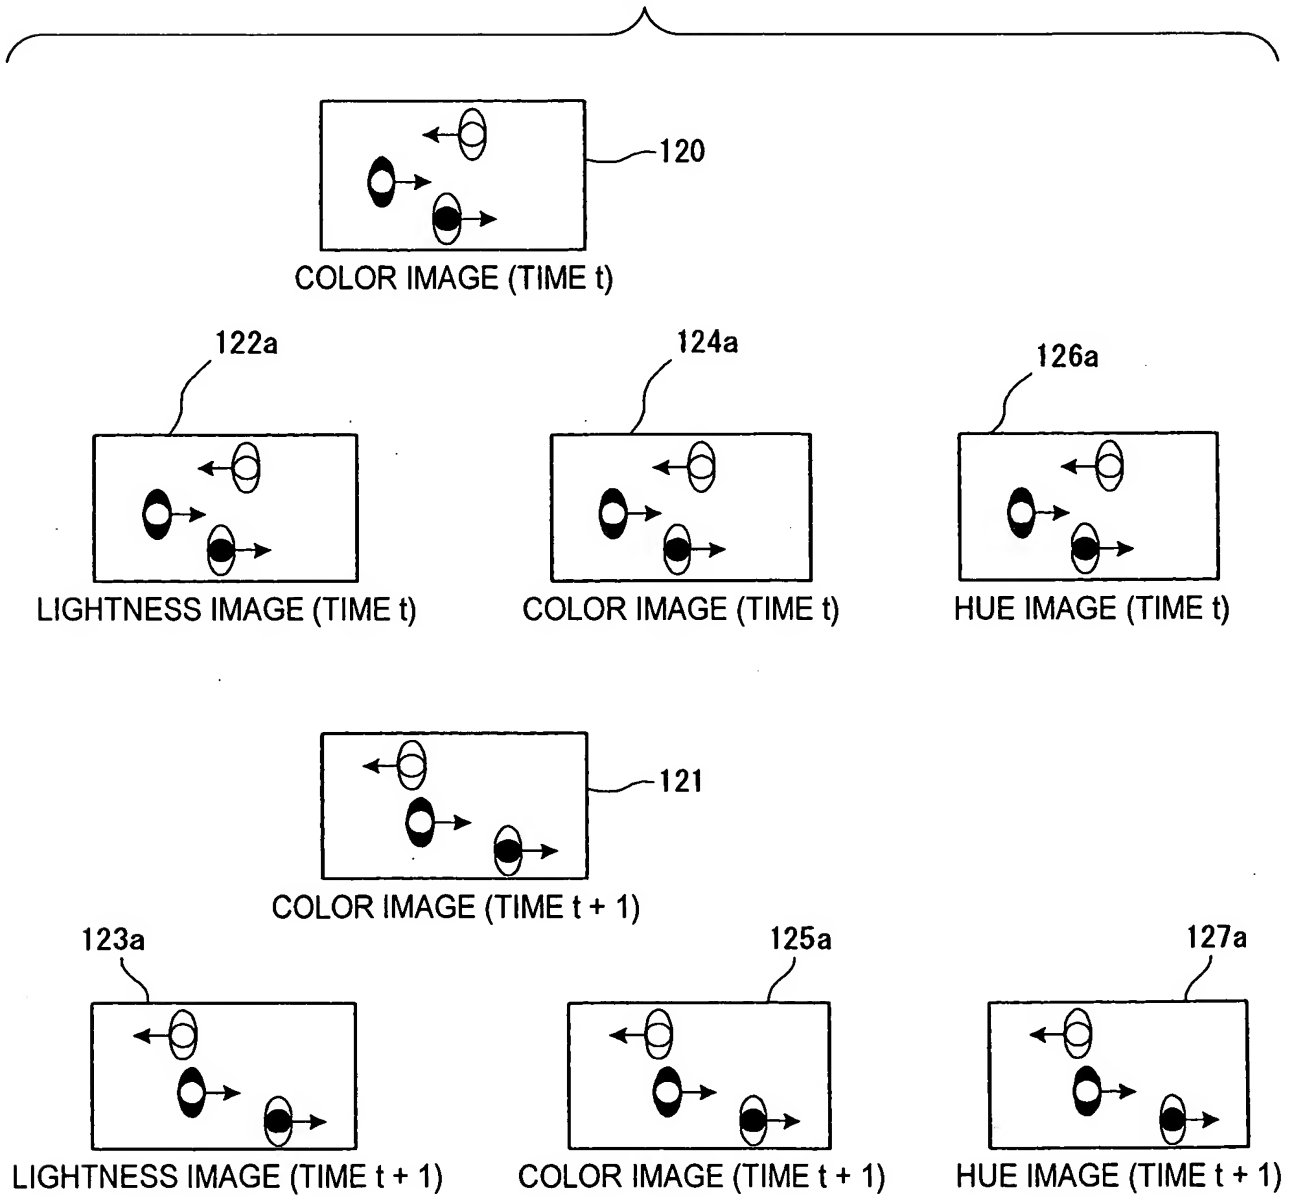 120
COLOR IMAGE (TIME t)
122a
124a
126a
LIGHTNESS IMAGE (TIME t)
COLOR IMAGE (TIME t)
HUE IMAGE (TIME t)
121
COLOR IMAGE (TIME t + 1)
123a
125a
127a
LIGHTNESS IMAGE (TIME t + 1)
COLOR IMAGE (TIME t + 1)
HUE IMAGE (TIME t + 1)